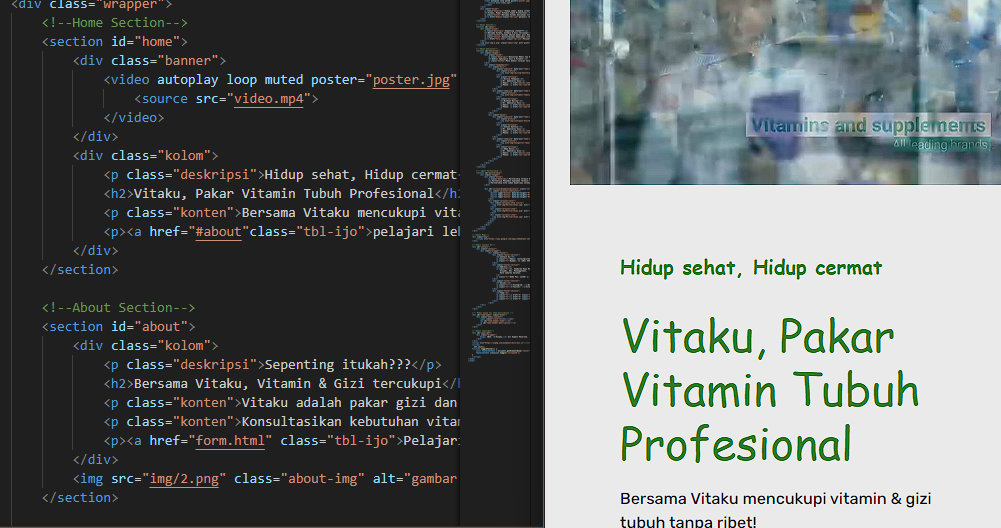 <div class="wrapper">
<!--Home Section-->
<section id="home">
<div class="banner">
<video autoplay loop muted poster="poster.jpg"
<source src="video.mp4">
</video>
</div>
<div class="kolom">
<p class="deskripsi">Hidup sehat, Hidup cermat
<h2>Vitaku, Pakar Vitamin Tubuh Profesional</h
<p class="konten">Bersama Vitaku mencukupi vita
<p><a href="#about"class="tbl-ijo">pelajari le
</div>
</section>
<!--About Section-->
<section id="about">
<div class="kolom">
<p class="deskripsi">Sepenting itukah???</p>
<h2>Bersama Vitaku, Vitamin & Gizi tercukupi</
<p class="konten">Vitaku adalah pakar gizi dan
<p class="konten">Konsultasikan kebutuhan vita
<p><a href="form.html" class="tbl-ijo">Pelajar
</div>
<img src="img/2.png" class="about-img" alt="gambar
</section>
Vitamins and supplements
All leading brands
Hidup sehat, Hidup cermat
Vitaku, Pakar
Vitamin Tubuh
Profesional
Bersama Vitaku mencukupi vitamin & gizi
tubuh tanpa ribet!